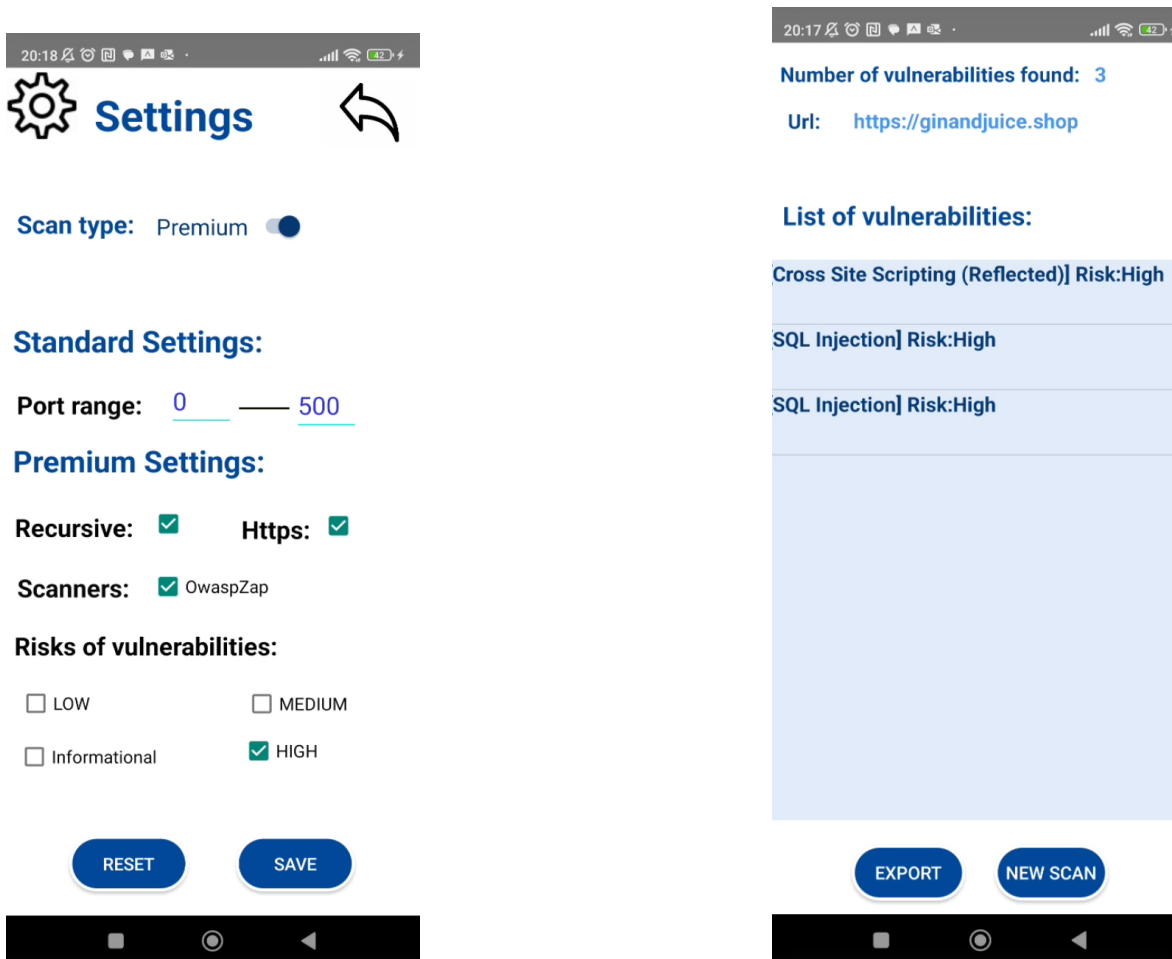 20:18
42
Settings
Scan type: Premium
Standard Settings:
Port range: 0 500
Premium Settings:
Recursive: Https:
Scanners: OwaspZap
Risks of vulnerabilities:
LOW MEDIUM
Informational HIGH
RESET SAVE
20:17
42
Number of vulnerabilities found: 3
Url: https://ginandjuice.shop
List of vulnerabilities:
[Cross Site Scripting (Reflected)] Risk:High
[SQL Injection] Risk:High
[SQL Injection] Risk:High
EXPORT NEW SCAN